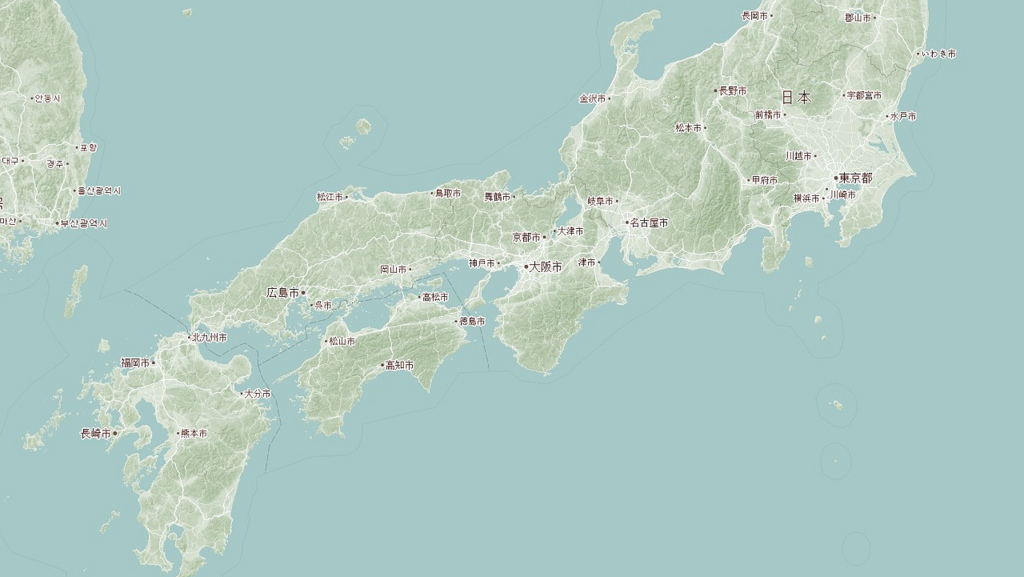 長岡市
郡山市
いわき市
長野市
日本
宇都宮市
안동시
金沢市
前橋市
水戸市
松本市
포항
대구
경주
川越市
甲府市
東京都
울산광역시
松江市
鳥取市
舞鶴市
岐阜市
横浜市
川崎市
마산
부산광역시
名古屋市
京都市
大津市
神戸市
大阪市
津市
岡山市
広島市
呉市
高松市
徳島市
北九州市
松山市
福岡市
高知市
大分市
長崎市
熊本市